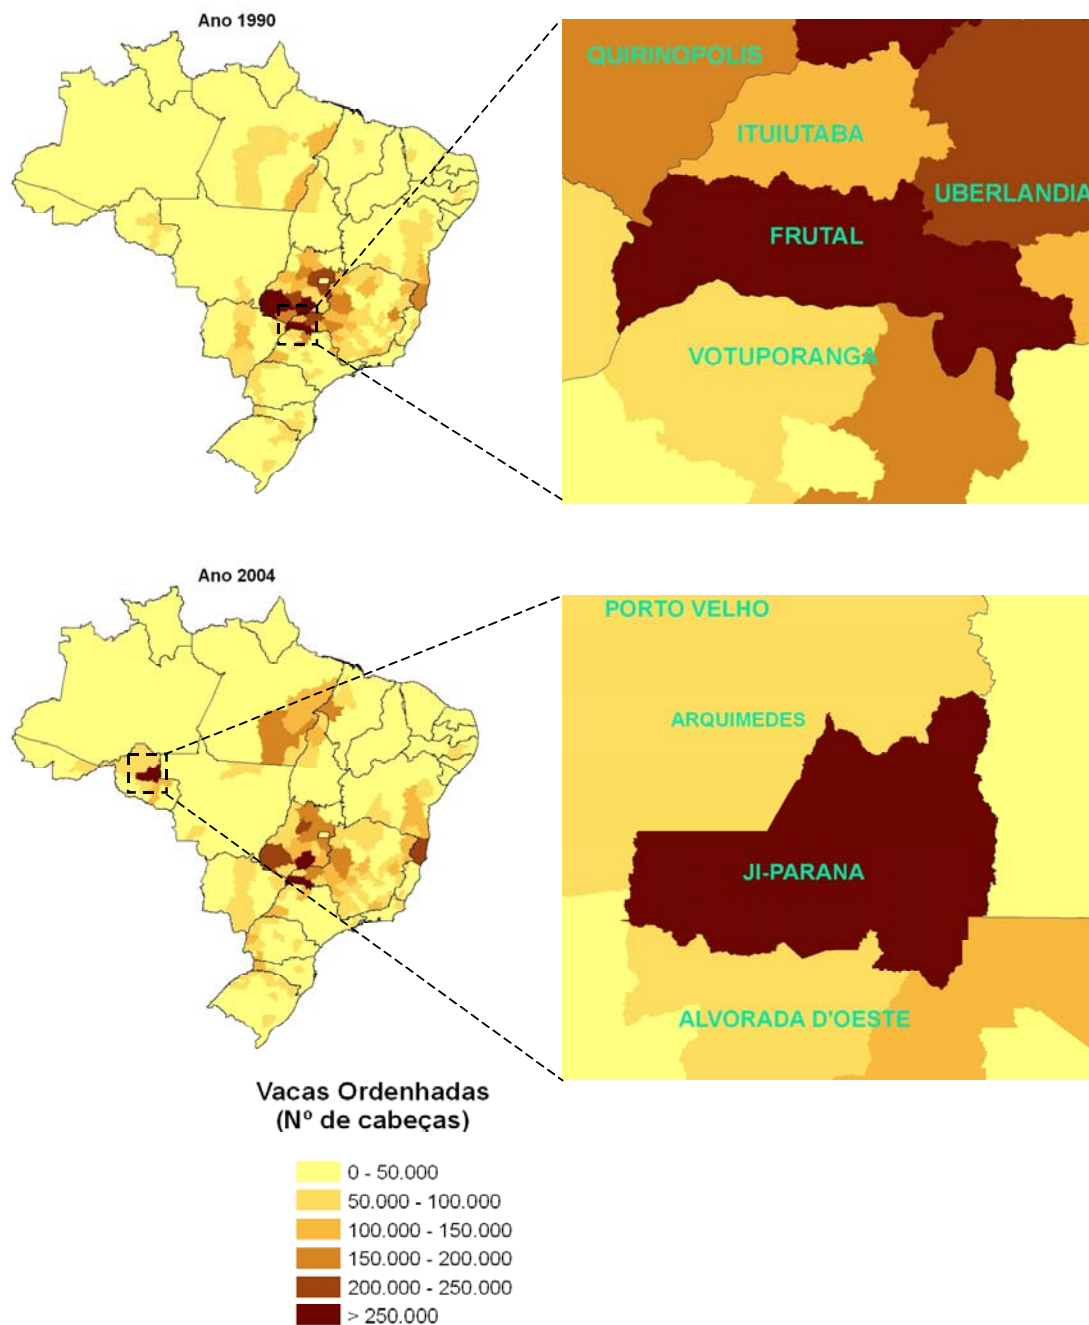 Ano 1990
QUIRINOPOLIS
ITUIUTABA
UBERLANDIA
FRUTAL
VOTUPORANGA
Ano 2004
PORTO VELHO
ARQUIMEDES
JI-PARANA
ALVORADA D'OESTE
Vacas Ordenhadas
(Nº de cabeças)
0 - 50.000
50.000 - 100.000
100.000 - 150.000
150.000 - 200.000
200.000 - 250.000
> 250.000